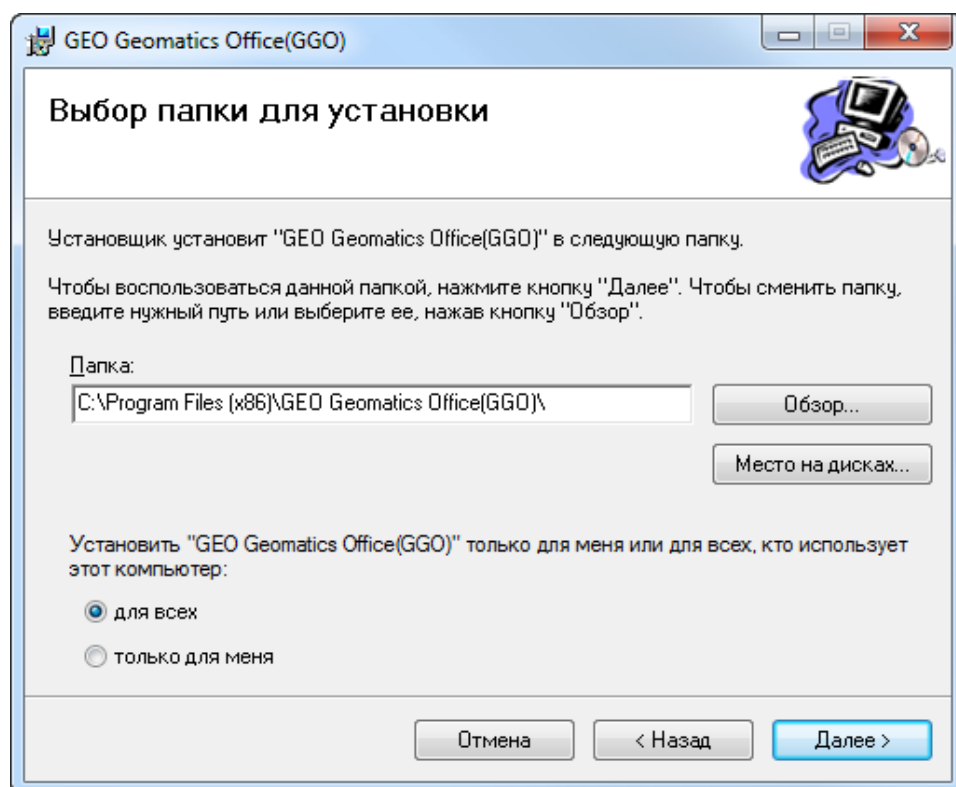 GEO Geomatics Office(GGO)
Выбор папки для установки
Установщик установит "GEO Geomatics Office(GGO)" в следующую папку.
Чтобы воспользоваться данной папкой, нажмите кнопку "Далее". Чтобы сменить папку,
введите нужный путь или выберите ее, нажав кнопку "Обзор".
Папка:
C:\Program Files (x86)\GEO Geomatics Office(GGO)\
Обзор...
Место на дисках...
Установить "GEO Geomatics Office(GGO)" только для меня или для всех, кто использует
этот компьютер:
для всех
только для меня
Отмена
< Назад
Далее >